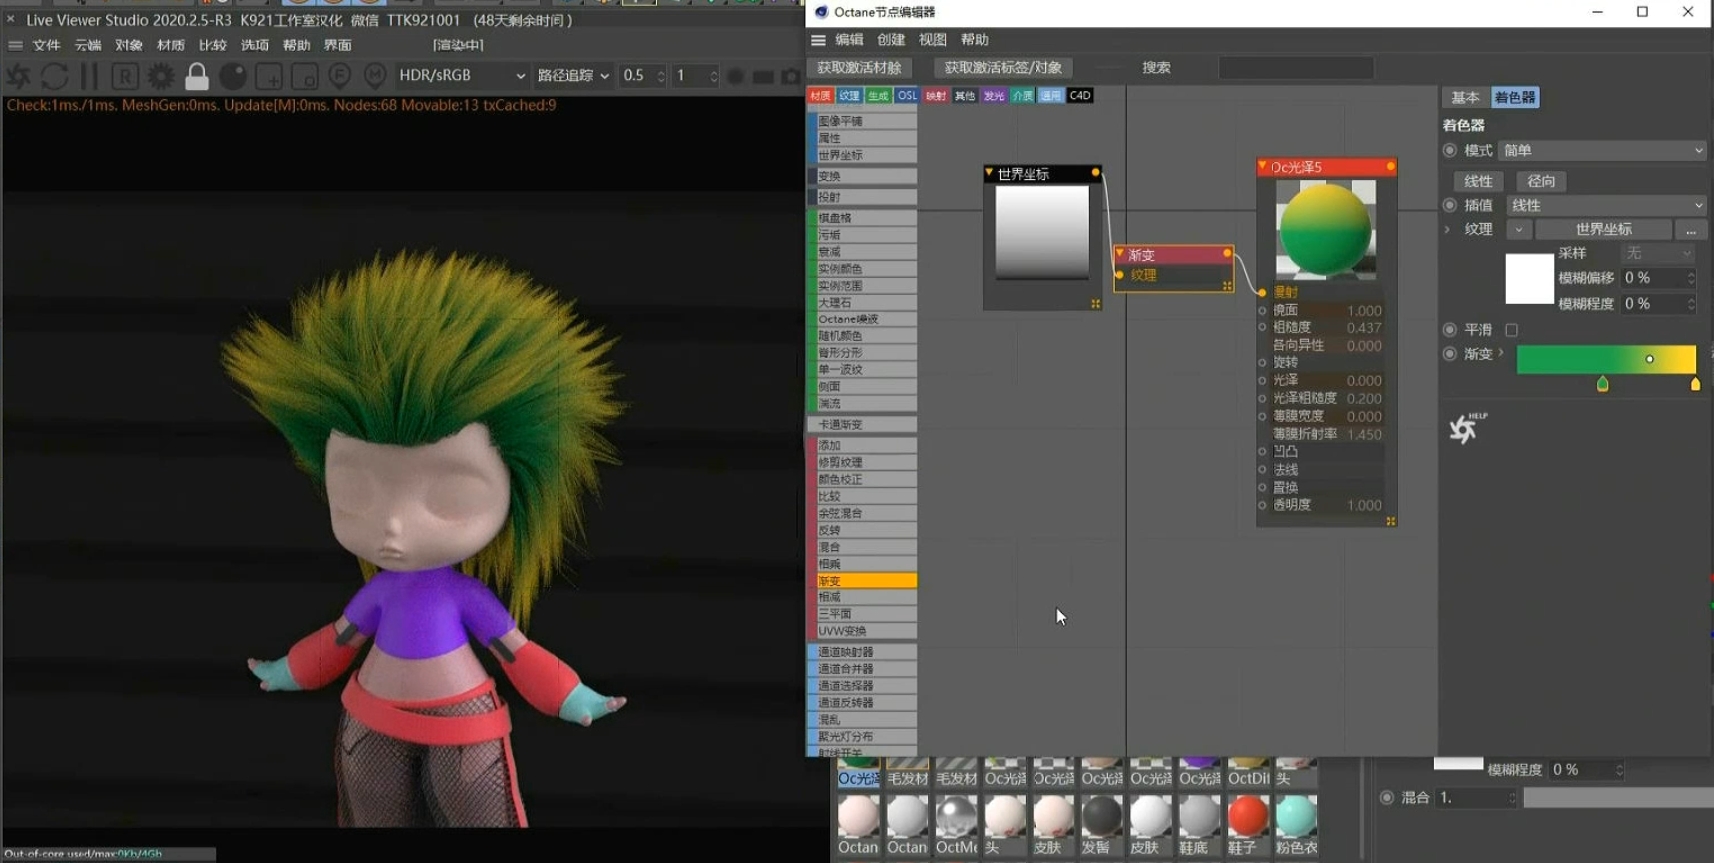 Live Viewer Studio 2020.2.5-R3 K921工作室汉化 微信 TTK921001 (48天剩余时间)
文件 云端 对象 材质 比较 选项 帮助 界面 [渲染中]
HDR/sRGB 路径追踪 0.5 1
Check:1ms./1ms. MeshGen:0ms. Update[M]:0ms. Nodes:68 Movable:13 txCached:9
Out-of-core used/max:0Kb/4Gb
Octane节点编辑器
编辑 创建 视图 帮助
获取激活材除 获取激活标签/对象 搜索
材质 纹理 生成 OSL 映射 其他 发光 介质 通用 C4D
图像平铺
属性
世界坐标
变换
投射
棋盘格
污垢
衰减
实例颜色
实例范围
大理石
Octane噪波
随机颜色
脊形分形
单一波纹
侧面
湍流
卡通渐变
添加
修剪纹理
颜色校正
比较
余弦混合
反转
混合
相乘
渐变
相减
三平面
UVW变换
通道映射器
通道合并器
通道选择器
通道反转器
混乱
聚光灯分布
射线开关
世界坐标
渐变
纹理
Oc光泽5
漫射
镜面 1.000
粗糙度 0.437
各向异性 0.000
旋转
光泽 0.000
光泽粗糙度 0.200
薄膜宽度 0.000
薄膜折射率 1.450
凹凸
法线
置换
透明度 1.000
基本 着色器
着色器
模式 简单
线性 径向
插值 线性
纹理 世界坐标 ...
采样 无
模糊偏移 0 %
模糊程度 0 %
平滑
渐变
HELP
Oc光泽 毛发材 毛发材 Oc光泽 Oc光泽 Oc光泽 Oc光泽 Oc光泽 OctDif 头
Octan Octan OctMe 头 皮肤 发髻 皮肤 鞋底 鞋子 粉色衣
模糊程度 0 %
混合 1.